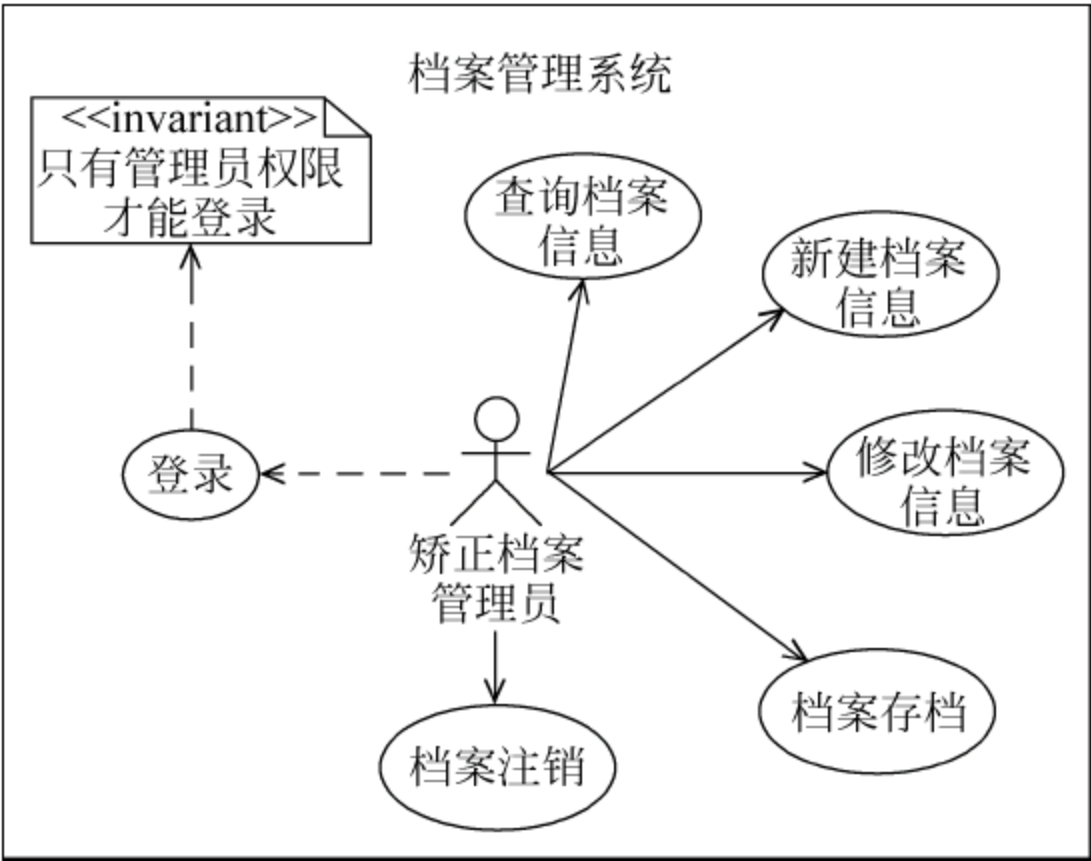 档案管理系统
<<invariant>>
只有管理员权限
才能登录
查询档案
信息
新建档案
信息
修改档案
信息
登录
矫正档案
管理员
档案存档
档案注销